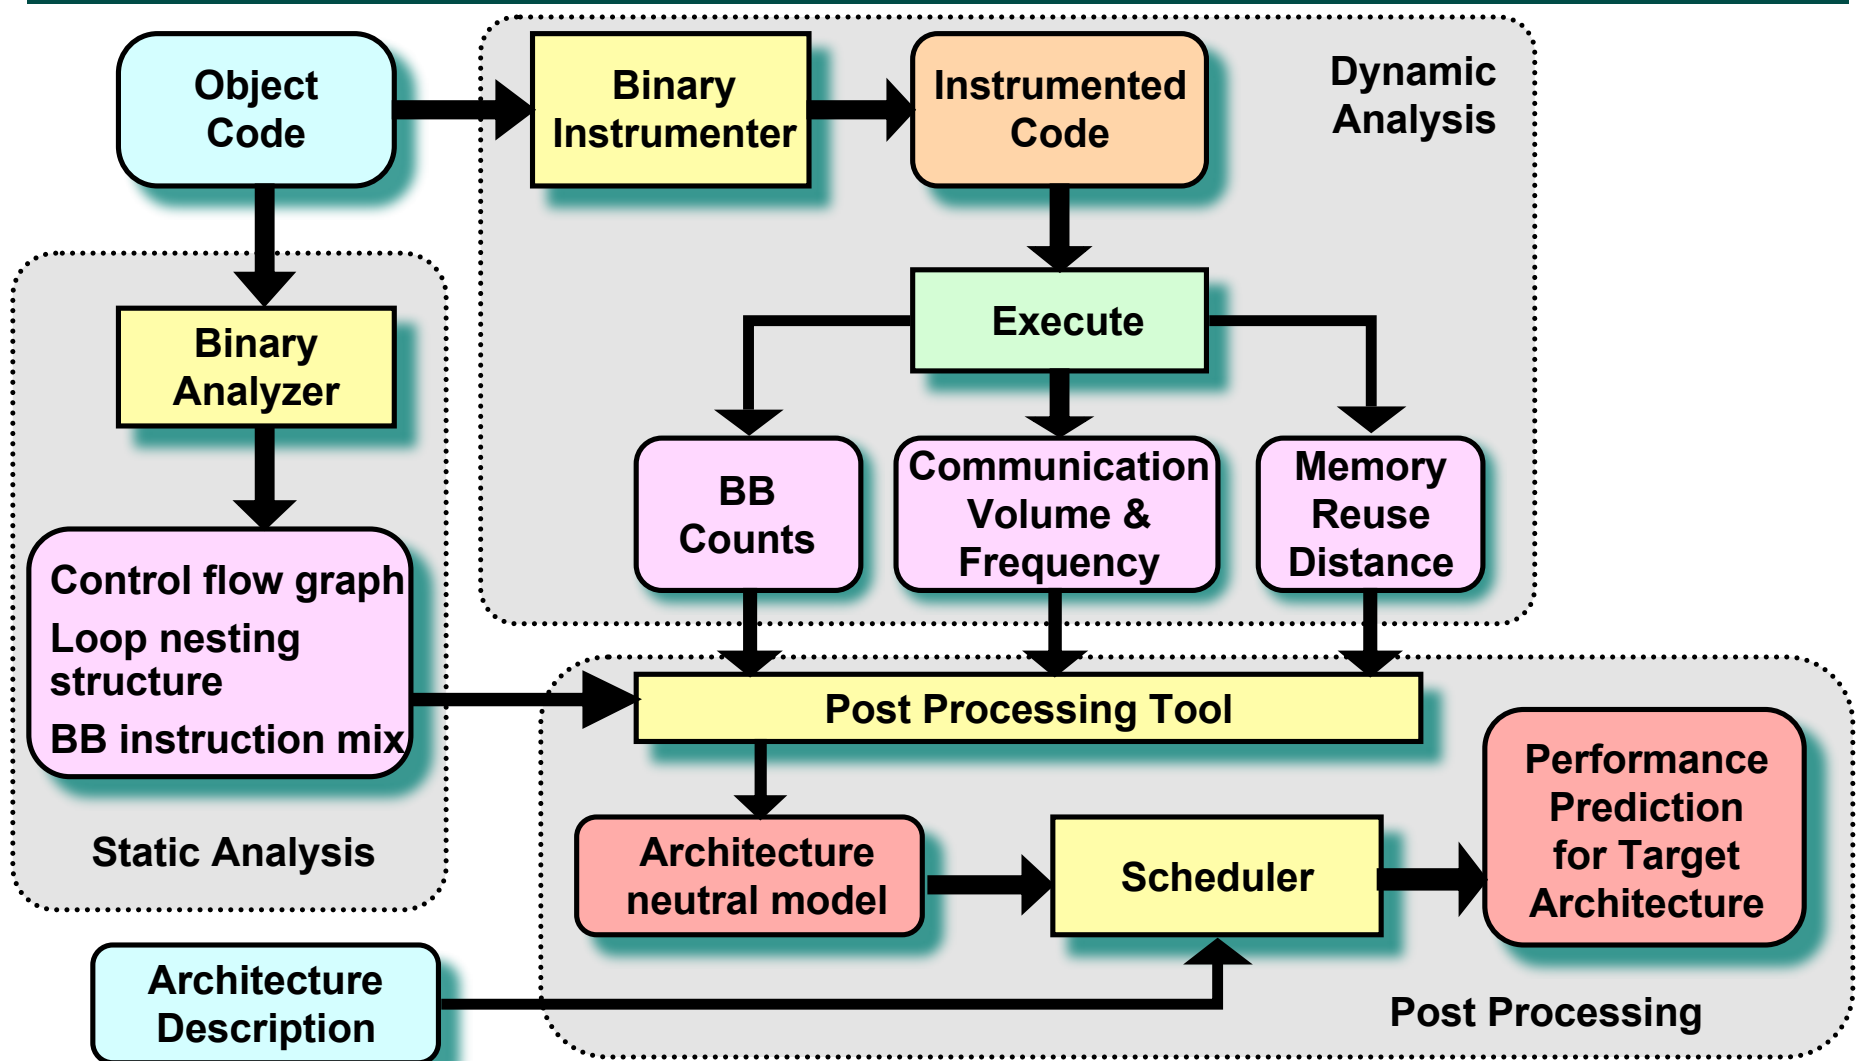 Object
Code
Binary
Instrumenter
Instrumented
Code
Dynamic
Analysis
Execute
Binary
Analyzer
BB
Counts
Communication
Volume &
Frequency
Memory
Reuse
Distance
Control flow graph
Loop nesting
structure
BB instruction mix
Static Analysis
Post Processing Tool
Architecture
neutral model
Scheduler
Performance
Prediction
for Target
Architecture
Architecture
Description
Post Processing